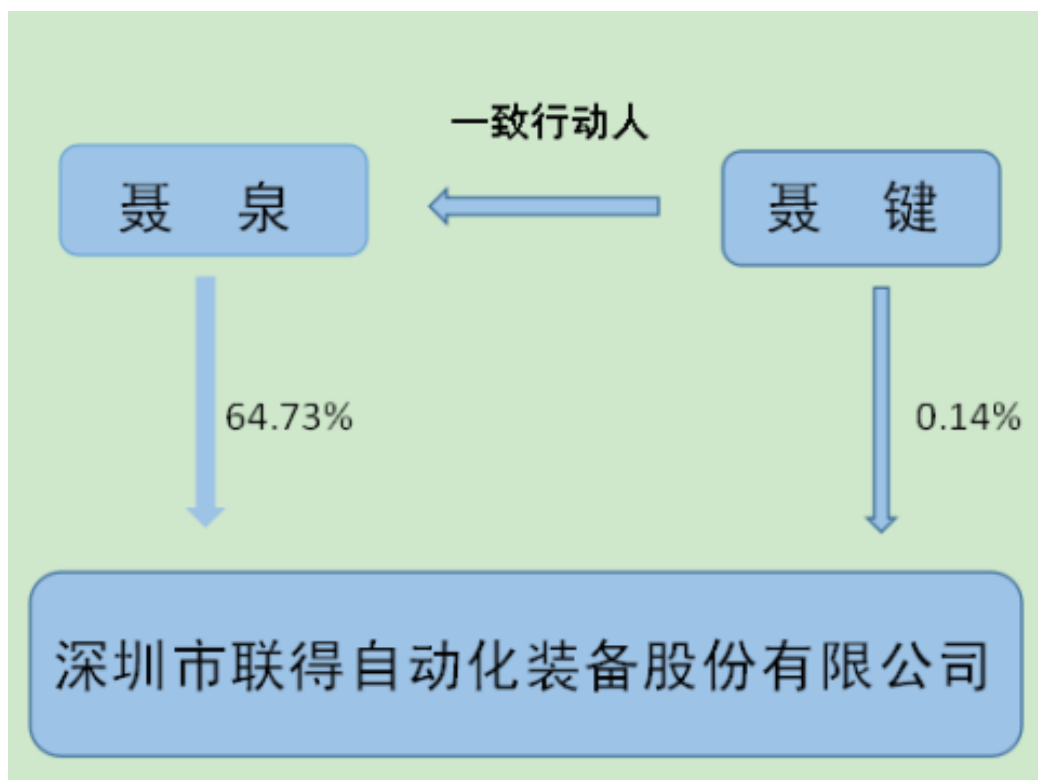 一致行动人
聂 泉
聂 键
64.73%
0.14%
深圳市联得自动化装备股份有限公司